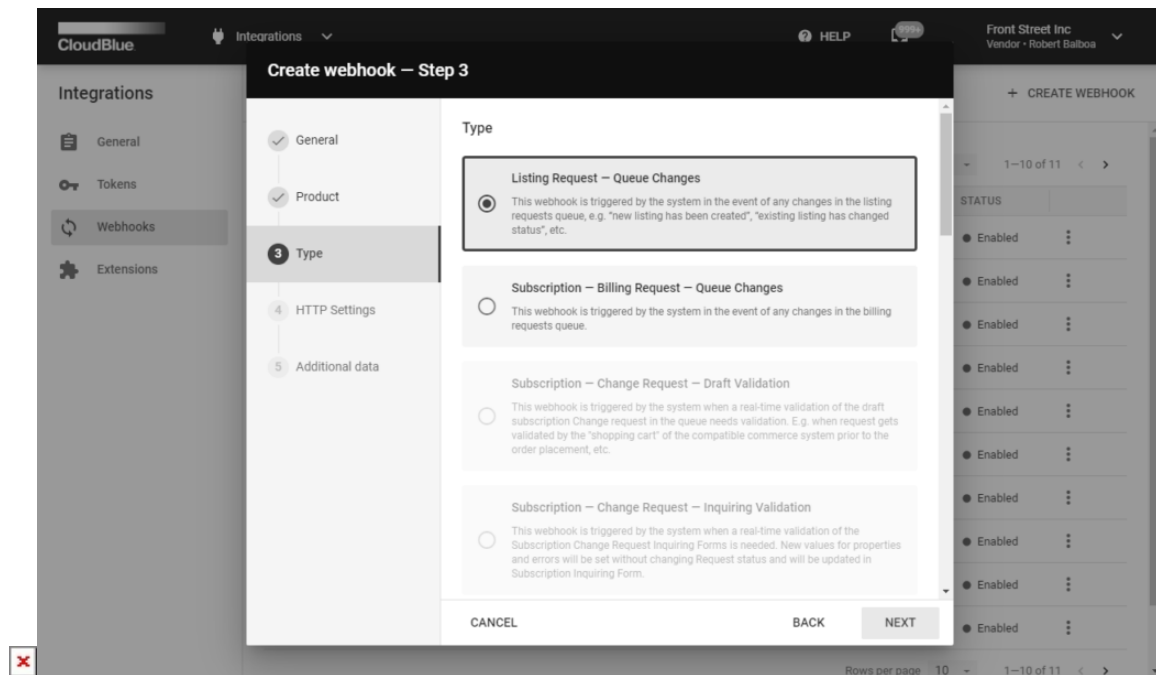 CloudBlue
Integrations
HELP
999+
Front Street Inc
Vendor • Robert Balboa
Create webhook — Step 3
Integrations
+ CREATE WEBHOOK
General
Tokens
Webhooks
Extensions
General
Product
3 Type
4 HTTP Settings
5 Additional data
Type
Listing Request — Queue Changes
This webhook is triggered by the system in the event of any changes in the listing
requests queue, e.g. "new listing has been created", "existing listing has changed
status", etc.
Subscription — Billing Request — Queue Changes
This webhook is triggered by the system in the event of any changes in the billing
requests queue.
Subscription — Change Request — Draft Validation
This webhook is triggered by the system when a real-time validation of the draft
subscription Change request in the queue needs validation. E.g. when request gets
validated by the "shopping cart" of the compatible commerce system prior to the
order placement, etc.
Subscription — Change Request — Inquiring Validation
This webhook is triggered by the system when a real-time validation of the
Subscription Change Request Inquiring Forms is needed. New values for properties
and errors will be set without changing Request status and will be updated in
Subscription Inquiring Form.
CANCEL
BACK
NEXT
1—10 of 11
STATUS
Enabled
Enabled
Enabled
Enabled
Enabled
Enabled
Enabled
Enabled
Enabled
Enabled
Rows per page 10
1—10 of 11